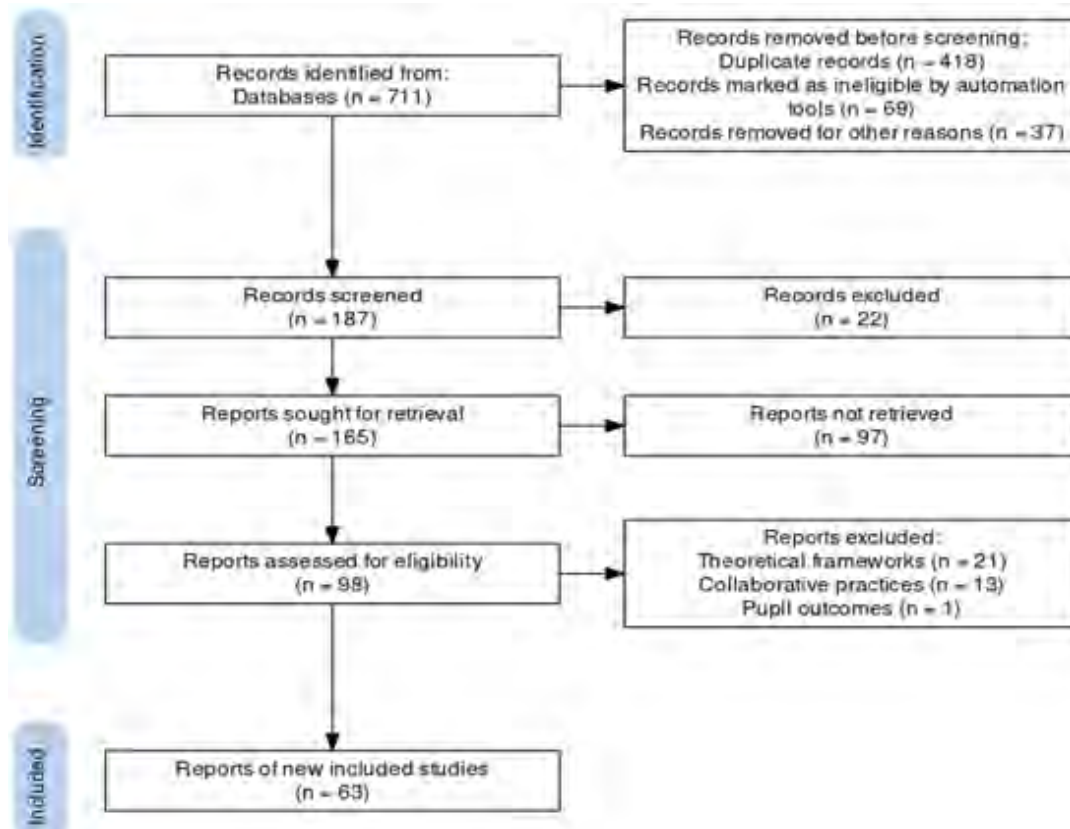 Identification
Records identified from:
Databases (n = 711)
Records removed before screening:
Duplicate records (n = 418)
Records marked as ineligible by automation
tools (n = 69)
Records removed for other reasons (n = 37)
Screening
Records screened
(n = 187)
Records excluded
(n = 22)
Reports sought for retrieval
(n = 165)
Reports not retrieved
(n = 97)
Reports assessed for eligibility
(n = 98)
Reports excluded:
Theoretical frameworks (n = 21)
Collaborative practices (n = 13)
Pupil outcomes (n = 1)
Included
Reports of new included studies
(n = 63)